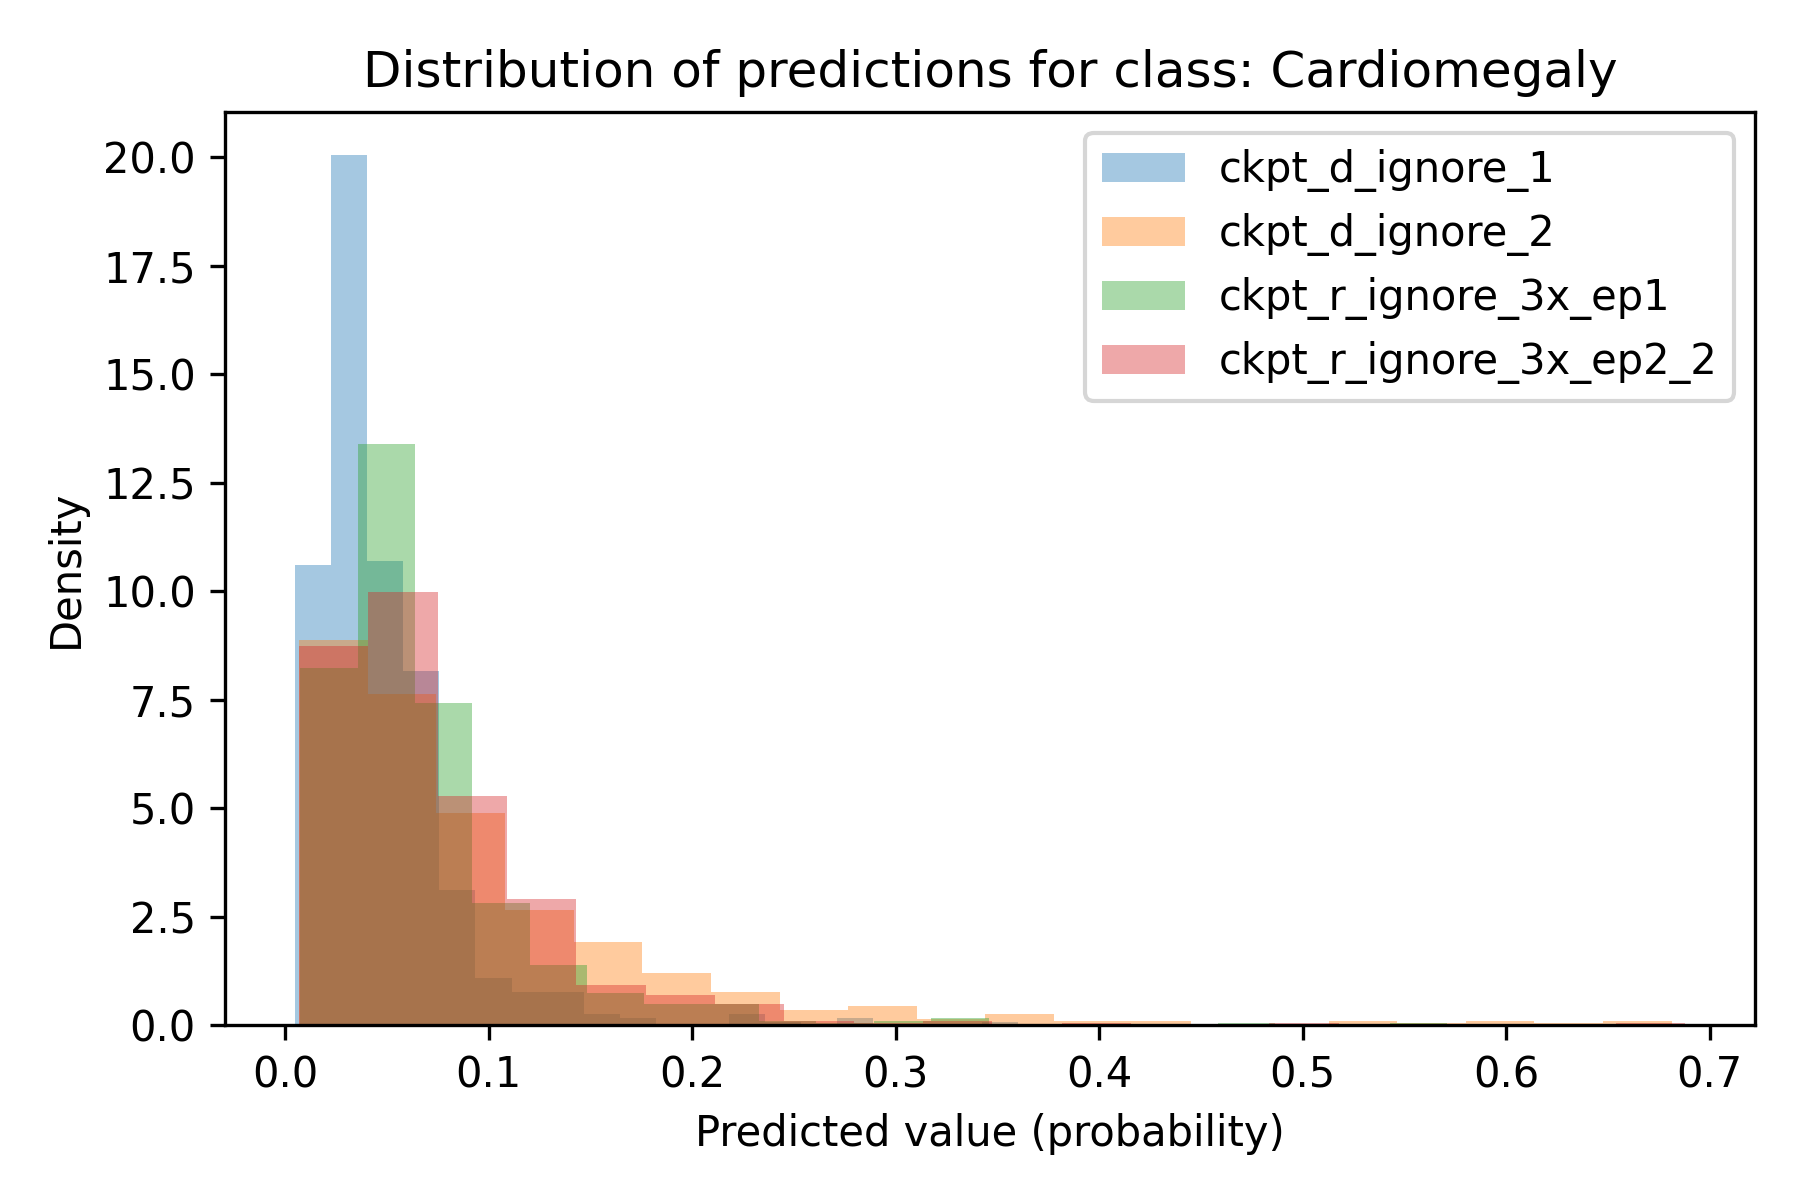 Distribution of predictions for class: Cardiomegaly
ckpt_d_ignore_1
ckpt_d_ignore_2
ckpt_r_ignore_3x_ep1
ckpt_r_ignore_3x_ep2_2
Density
20.0
17.5
15.0
12.5
10.0
7.5
5.0
2.5
0.0
0.0 0.1 0.2 0.3 0.4 0.5 0.6 0.7
Predicted value (probability)